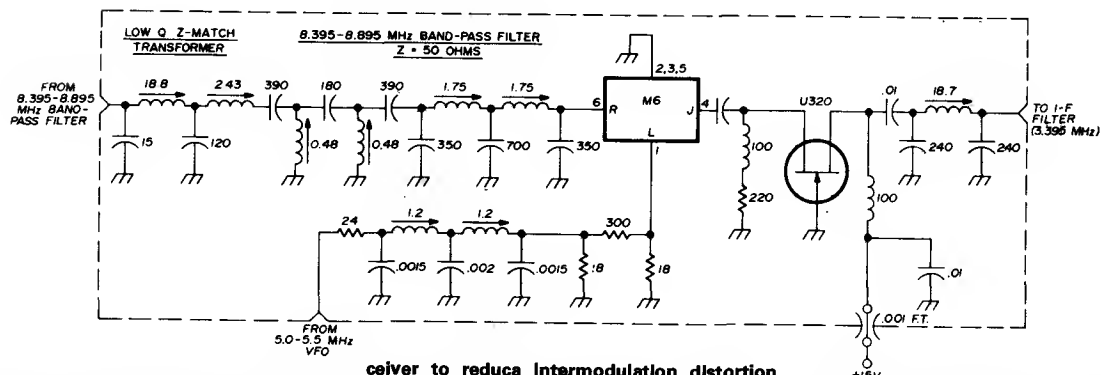 LOW Q Z-MATCH
TRANSFORMER
8.395-8.895 MHz BAND-PASS FILTER
Z = 50 OHMS
FROM
8.395-8.895
MHz BAND-
PASS FILTER
18.8
2.43
390
180
390
1.75
1.75
2,3,5
6
R
M6
J
4
L
1
U320
.01
18.7
TO I-F
FILTER
(3.395 MHz)
15
120
0.48
0.48
350
700
350
100
220
240
240
100
24
1.2
1.2
300
.0015
.002
.0015
18
18
.01
.001 F.T.
FROM
5.0-5.5 MHz
VFO
+15V
ceiver to reduca intermodulation distortion